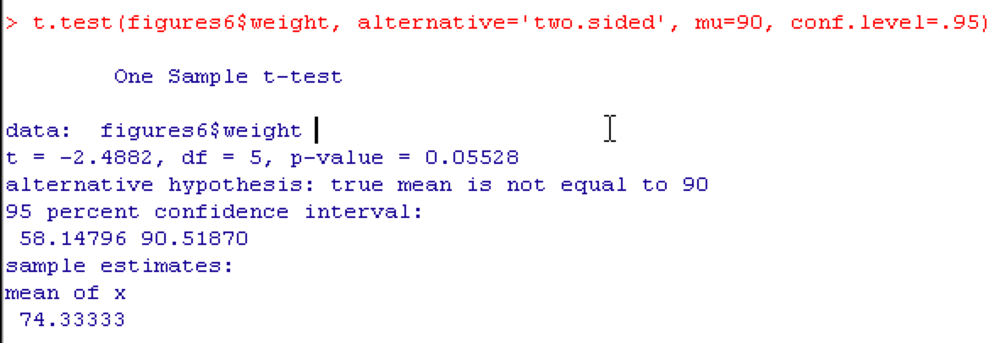 > t.test(figures6$weight, alternative='two.sided', mu=90, conf.level=.95)
One Sample t-test
data:  figures6$weight
t = -2.4882, df = 5, p-value = 0.05528
alternative hypothesis: true mean is not equal to 90
95 percent confidence interval:
58.14796 90.51870
sample estimates:
mean of x
74.33333